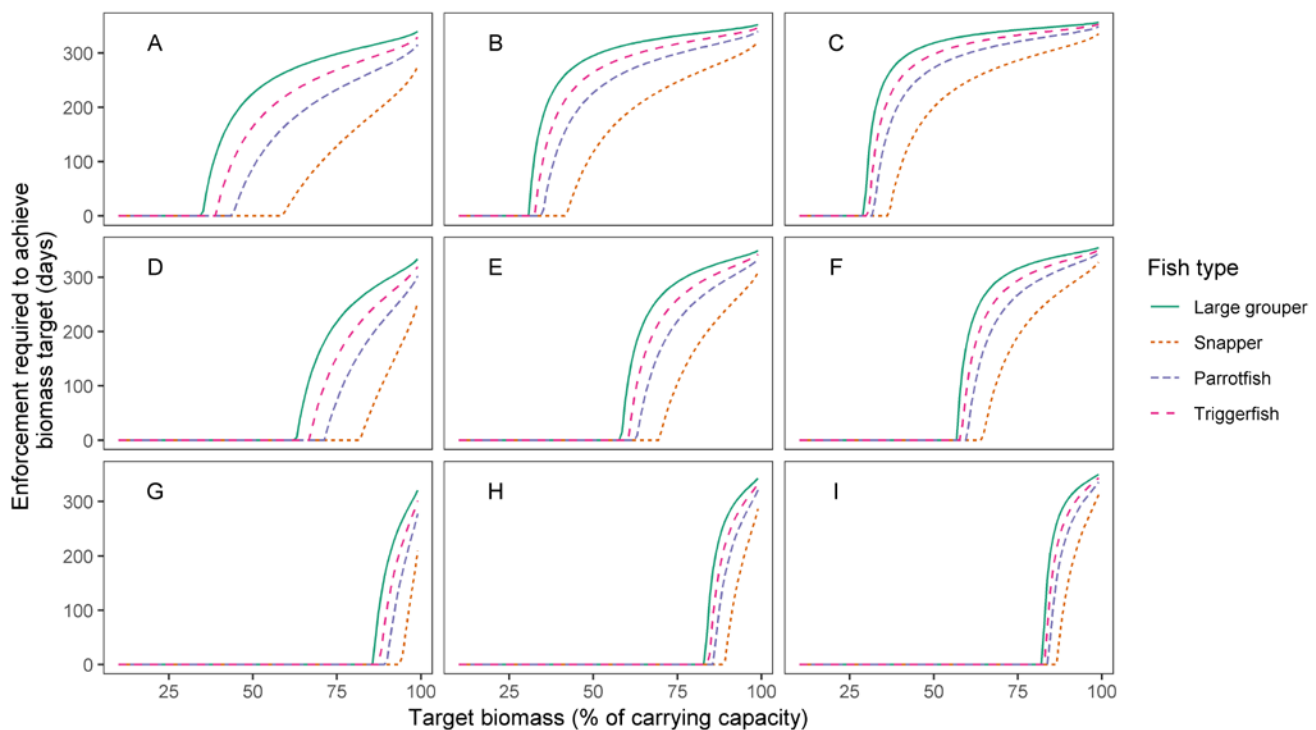 A
B
C
300
200
100
0
D
E
F
300
200
100
0
G
H
I
300
200
100
0
25
50
75
100
25
50
75
100
25
50
75
100
Enforcement required to achieve
biomass target (days)
Target biomass (% of carrying capacity)
Fish type
Large grouper
Snapper
Parrotfish
Triggerfish